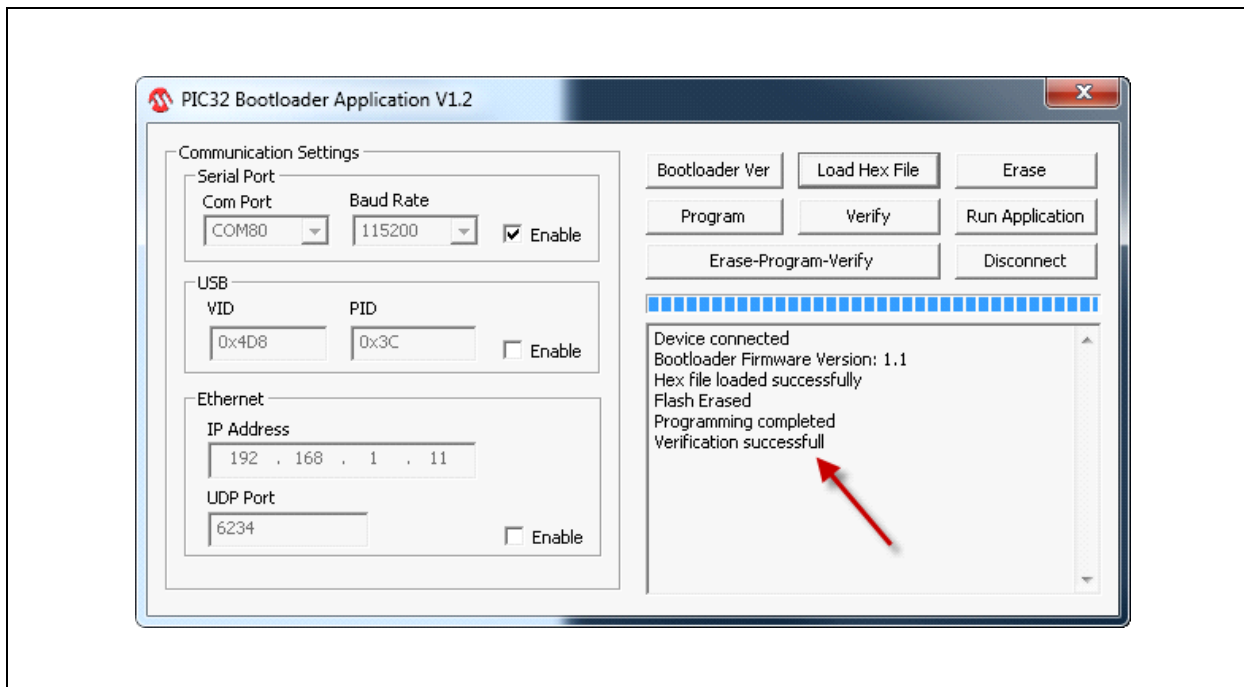 PIC32 Bootloader Application V1.2
Communication Settings
Serial Port
Com Port Baud Rate
COM80 115200 Enable
USB
VID PID
0x4D8 0x3C Enable
Ethernet
IP Address
192 . 168 . 1 . 11
UDP Port
6234 Enable
Bootloader Ver Load Hex File Erase
Program Verify Run Application
Erase-Program-Verify Disconnect
Device connected
Bootloader Firmware Version: 1.1
Hex file loaded successfully
Flash Erased
Programming completed
Verification successfull